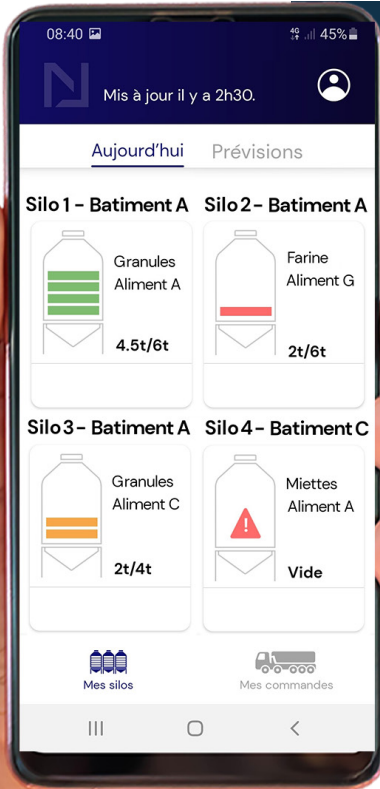 08:40
4G 45%
Mis à jour il y a 2h30.
Aujourd'hui Prévisions
Silo 1 - Batiment A
Granules
Aliment A
4.5t/6t
Silo 2 - Batiment A
Farine
Aliment G
2t/6t
Silo 3 - Batiment A
Granules
Aliment C
2t/4t
Silo 4 - Batiment C
Miettes
Aliment A
!
Vide
Mes silos
Mes commandes